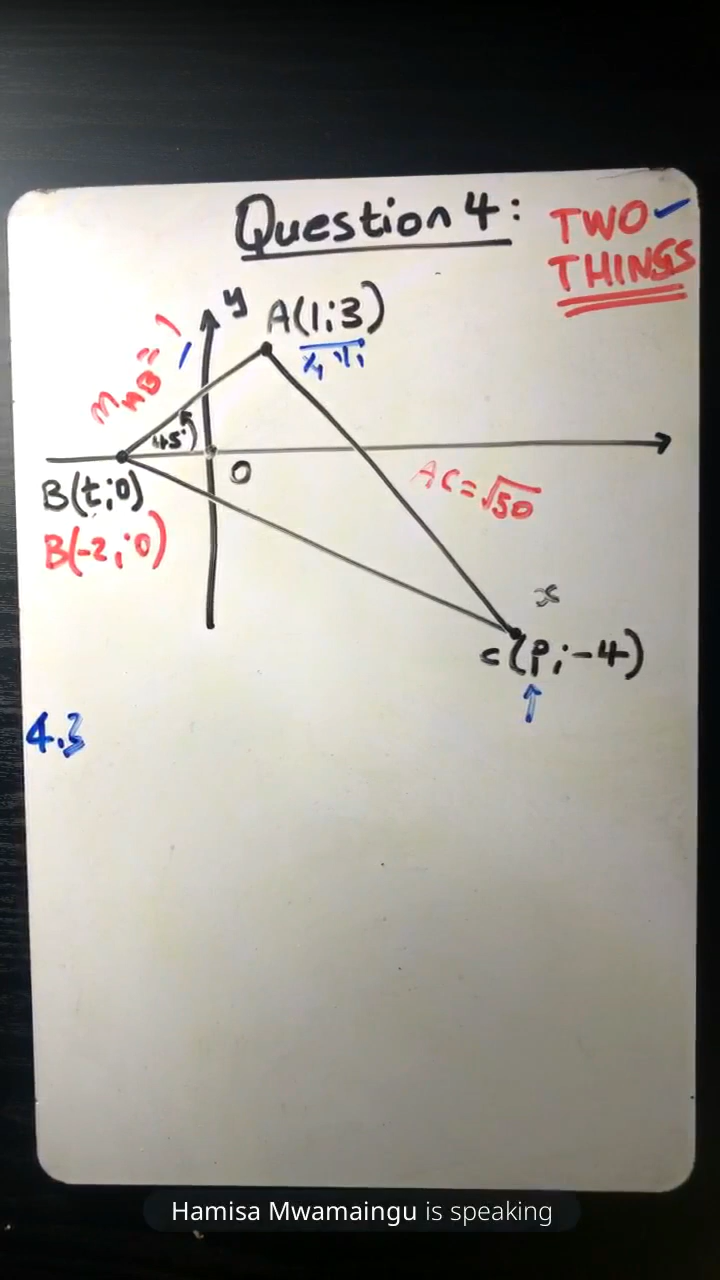 Question 4:
TWO
THINGS
y
A(1;3)
x₁ y₁
mAB = 1
45°
O
B(t;0)
B(-2;0)
AC = √50
x
C(p;-4)
4.3
Hamisa Mwamaingu is speaking